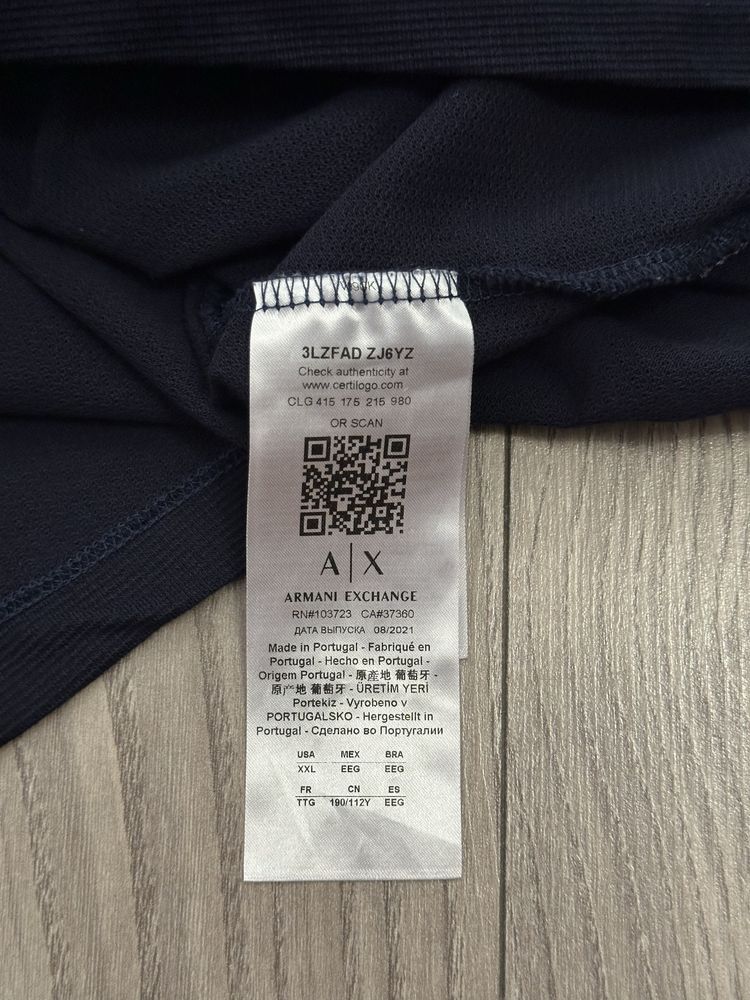 3LZFAD ZJ6YZ
Check authenticity at
www.certilogo.com
CLG 415 175 215 980
OR SCAN
A|X
ARMANI EXCHANGE
RN#103723 CA#37360
ДАТА ВЫПУСКА 08/2021
Made in Portugal - Fabriqué en
Portugal - Hecho en Portugal -
Origem Portugal - 原産地 葡萄牙 -
地 葡萄牙 - ÜRETİM YERİ
Portekiz - Vyrobeno v
PORTUGALSKO - Hergestellt in
Portugal - Сделано во Португалии
USA MEX BRA
XXL EEG EEG
FR CN ES
TTG 190/112Y EEG